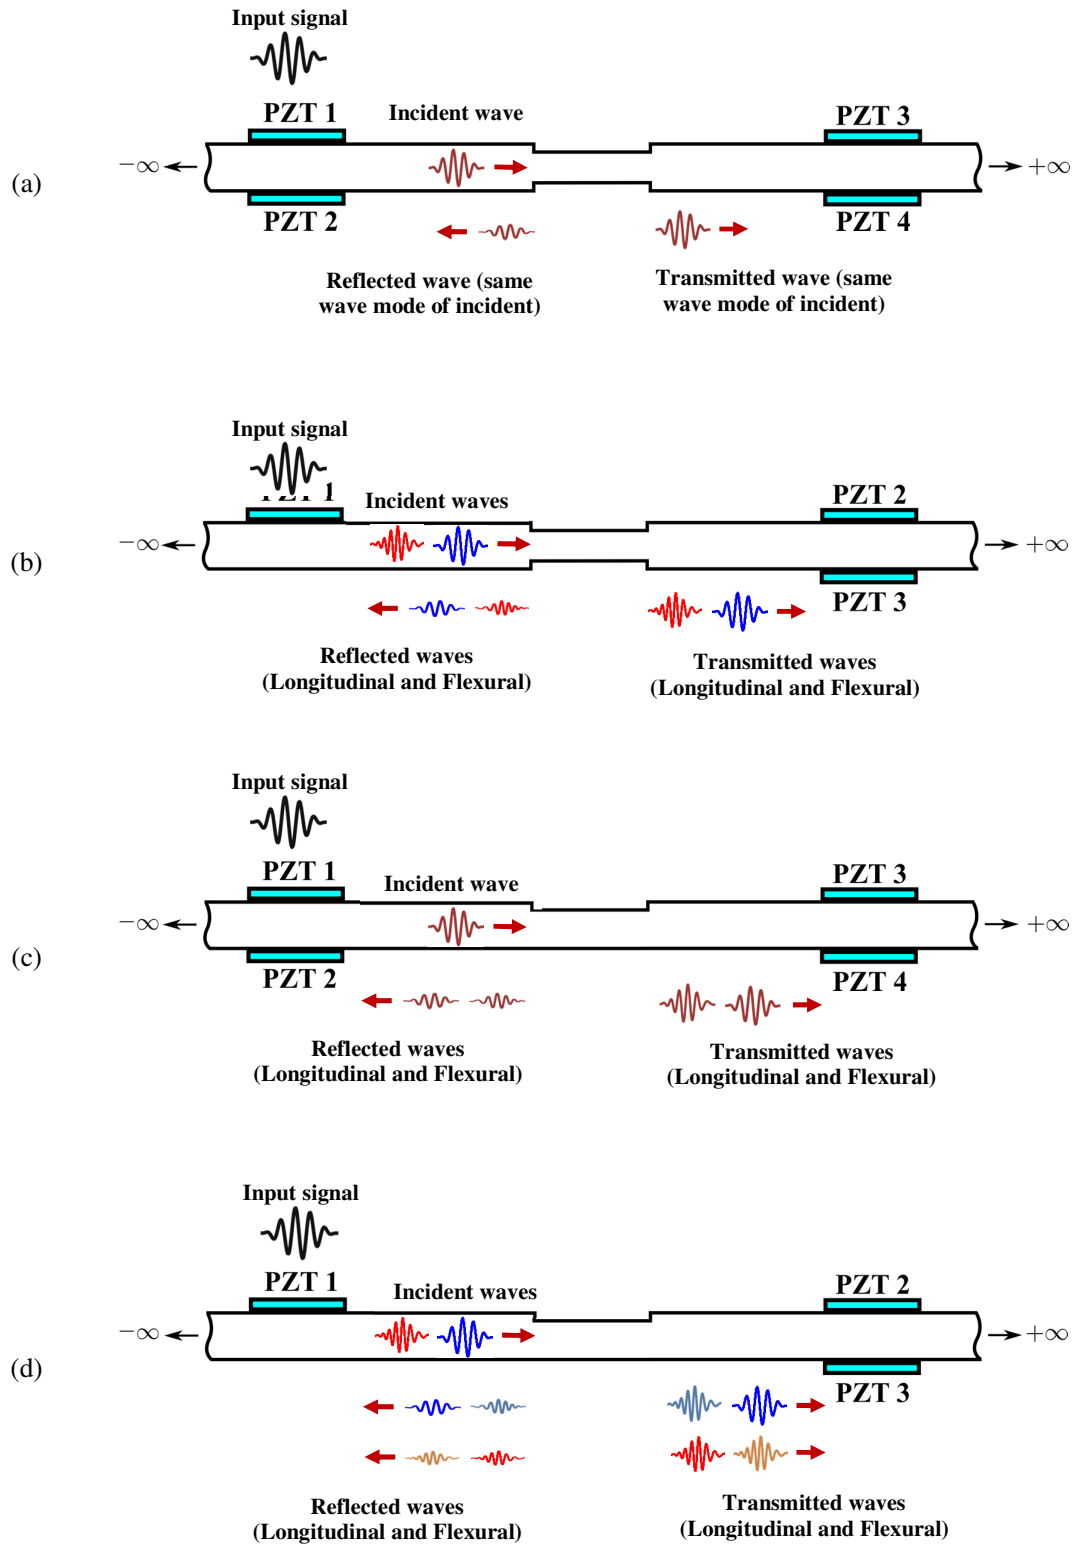 Input signal
PZT 1
Incident wave
PZT 3
−∞
+∞
(a)
PZT 2
PZT 4
Reflected wave (same
wave mode of incident)
Transmitted wave (same
wave mode of incident)
Input signal
PZT 1
Incident waves
PZT 2
−∞
+∞
(b)
PZT 3
Reflected waves
(Longitudinal and Flexural)
Transmitted waves
(Longitudinal and Flexural)
Input signal
PZT 1
Incident wave
PZT 3
−∞
+∞
(c)
PZT 2
PZT 4
Reflected waves
(Longitudinal and Flexural)
Transmitted waves
(Longitudinal and Flexural)
Input signal
PZT 1
Incident waves
PZT 2
−∞
+∞
(d)
PZT 3
Reflected waves
(Longitudinal and Flexural)
Transmitted waves
(Longitudinal and Flexural)